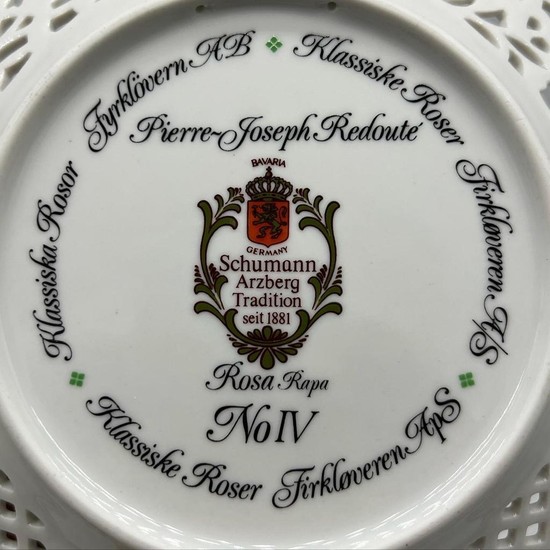 Klassiska Rosor Fyrklövern AB
Klassiske Roser Firkløveren A/S
Klassiske Roser Firkløveren ApS
Pierre-Joseph Redouté
BAVARIA
GERMANY
Schumann
Arzberg
Tradition
seit 1881
Rosa Rapa
No IV